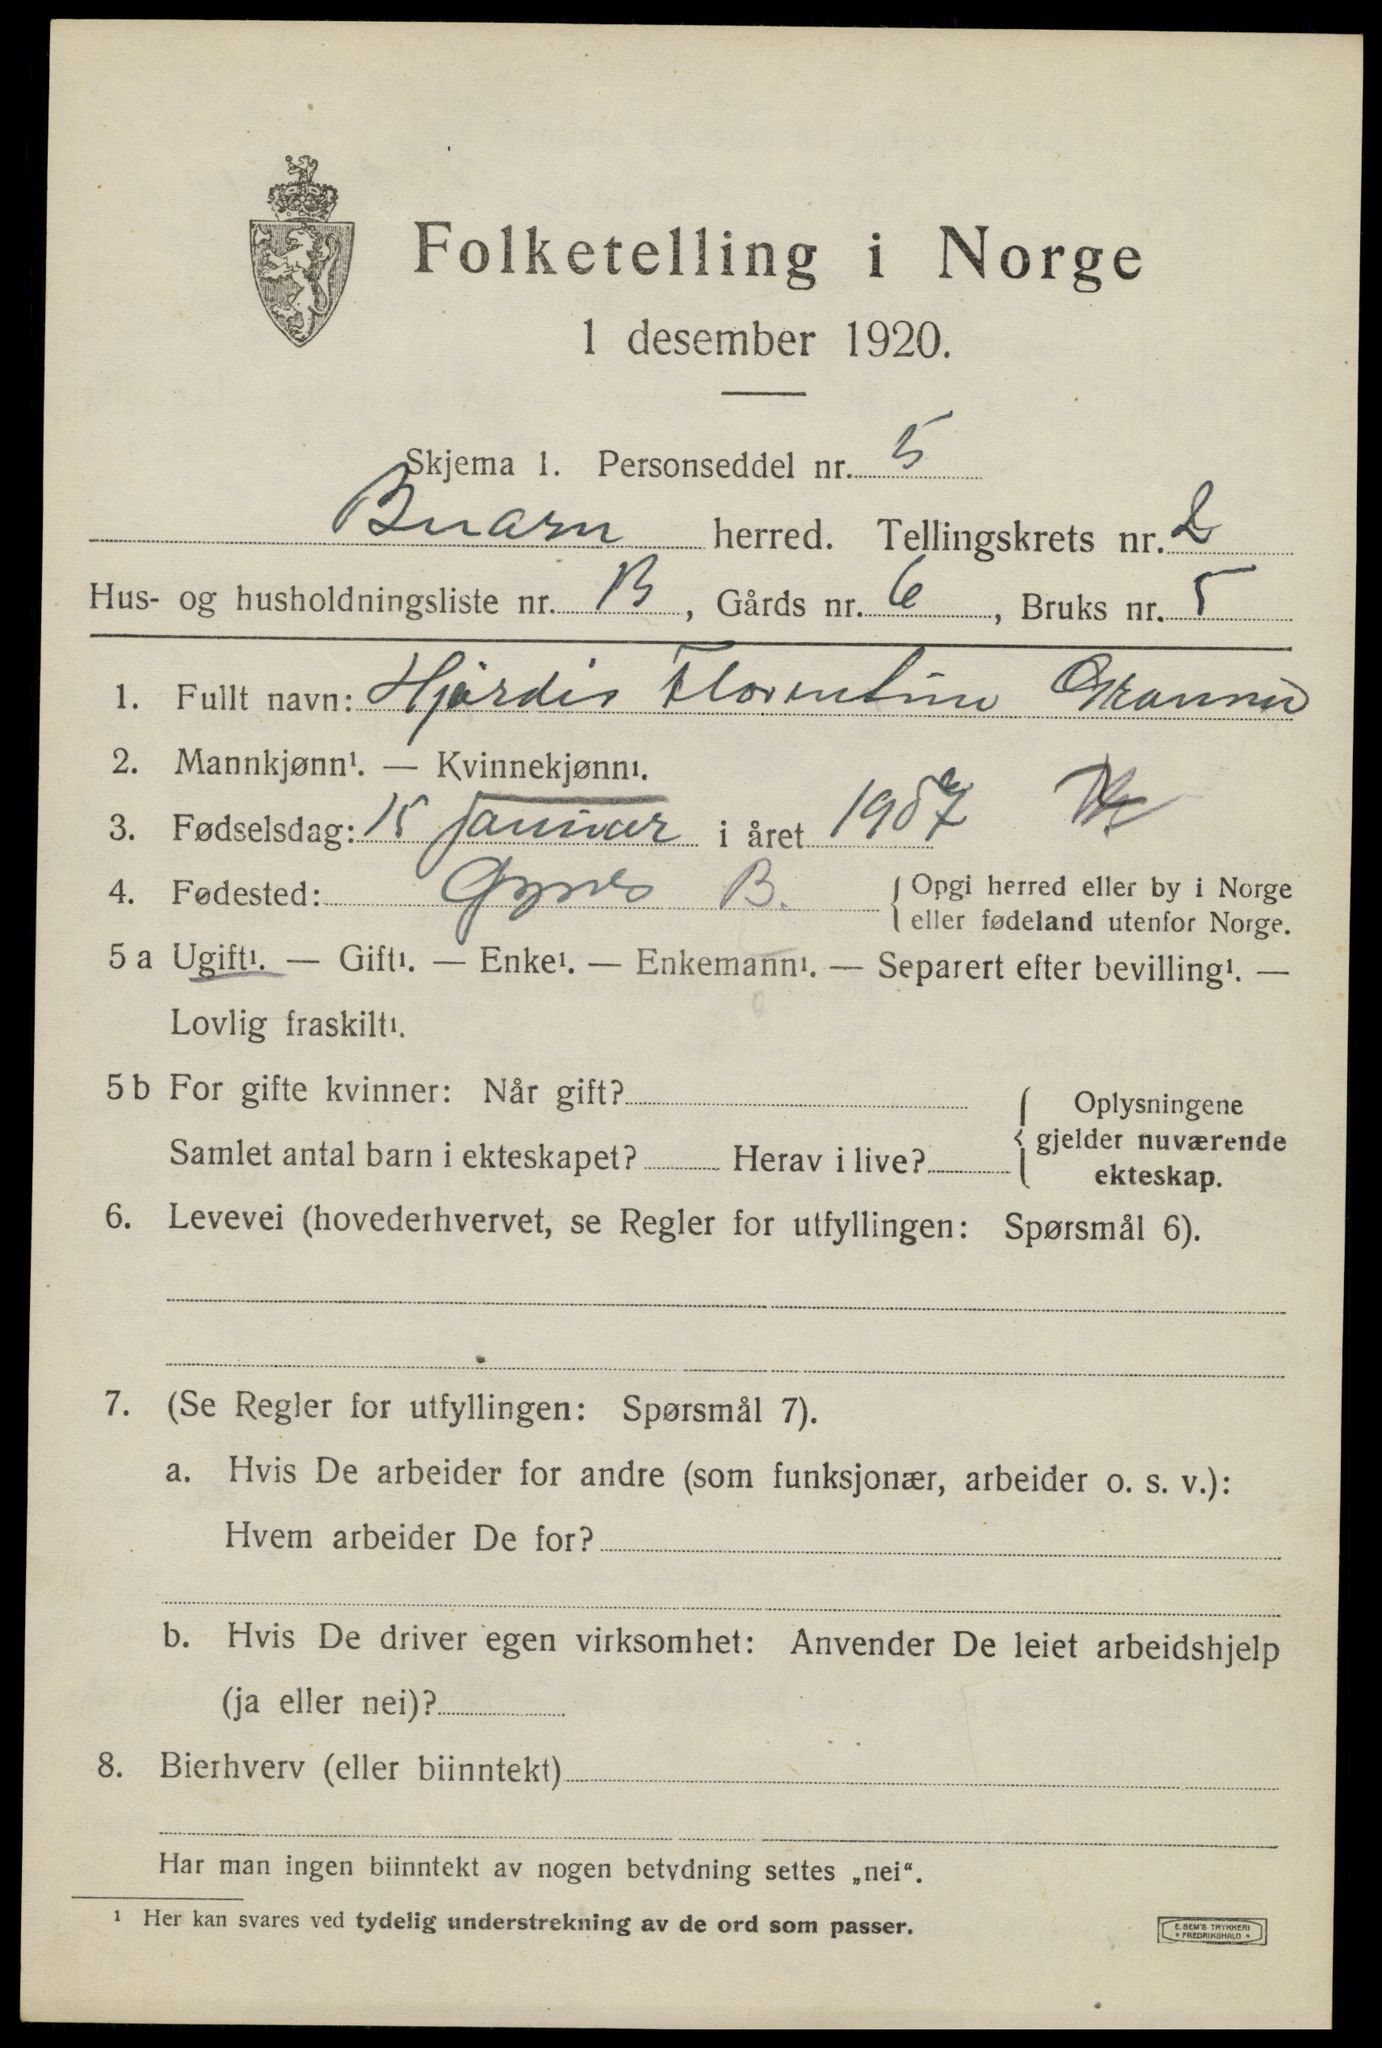 Folketelling i Norge
1 desember 1920.
Skjema 1. Personseddel nr. 5
herred. Tellingskrets nr. 2
Hus- og husholdningsliste nr. B, Gårds nr. 6, Bruks nr. 5
1. Fullt navn: Hjørdis Florentine
2. Mannkjønn¹. — Kvinnekjønn¹.
3. Fødselsdag: 15 januar i året 1907
4. Fødested: B. { Opgi herred eller by i Norge
eller fødeland utenfor Norge.
5 a Ugift¹. — Gift¹. — Enke¹. — Enkemann¹. — Separert efter bevilling¹. —
Lovlig fraskilt¹.
5 b For gifte kvinner: Når gift?
Samlet antal barn i ekteskapet? Herav i live?
{ Oplysningene
gjelder nuværende
ekteskap.
6. Levevei (hovederhvervet, se Regler for utfyllingen: Spørsmål 6).
7. (Se Regler for utfyllingen: Spørsmål 7).
a. Hvis De arbeider for andre (som funksjonær, arbeider o. s. v.):
Hvem arbeider De for?
b. Hvis De driver egen virksomhet: Anvender De leiet arbeidshjelp
(ja eller nei)?
8. Bierhverv (eller biinntekt)
Har man ingen biinntekt av nogen betydning settes „nei“.
¹ Her kan svares ved tydelig understrekning av de ord som passer.
E. SEM'S TRYKKERI
* FREDRIKSHALD *